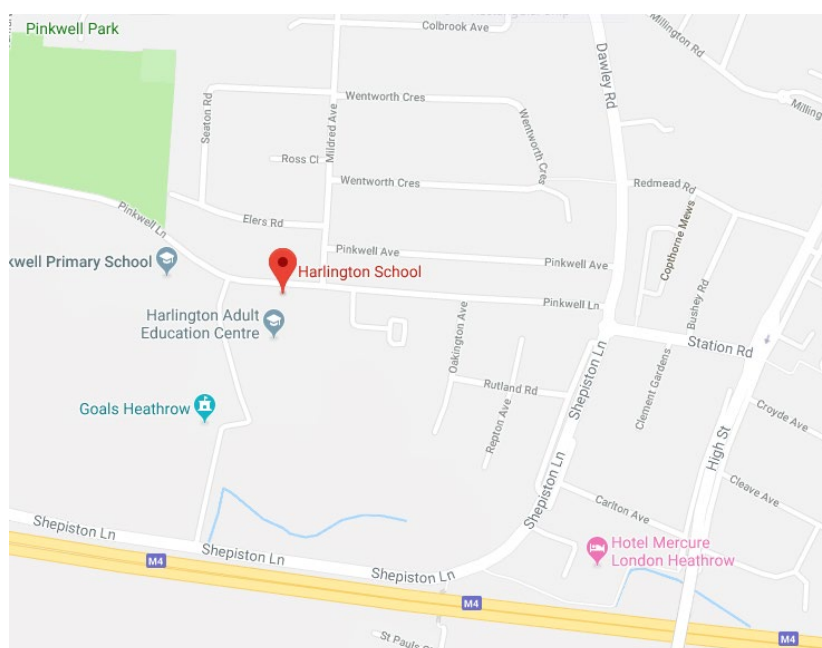 Pinkwell Park
Colbrook Ave
Millington Rd
Dawley Rd
Seaton Rd
Wentworth Cres
Mildred Ave
Wentworth Cres
Ross Cl
Wentworth Cres
Redmead Rd
Copthorne Mews
Pinkwell Ln
Elers Rd
Pinkwell Ave
Pinkwell Ave
kwell Primary School
Harlington School
Bushey Rd
Pinkwell Ln
Harlington Adult
Education Centre
Oakington Ave
Station Rd
Shepiston Ln
Rutland Rd
Clement Gardens
Goals Heathrow
Repton Ave
Croyde Ave
High St
Shepiston Ln
Cleave Ave
Carlton Ave
Shepiston Ln
Shepiston Ln
Hotel Mercure
London Heathrow
M4
Shepiston Ln
M4
M4
St Pauls